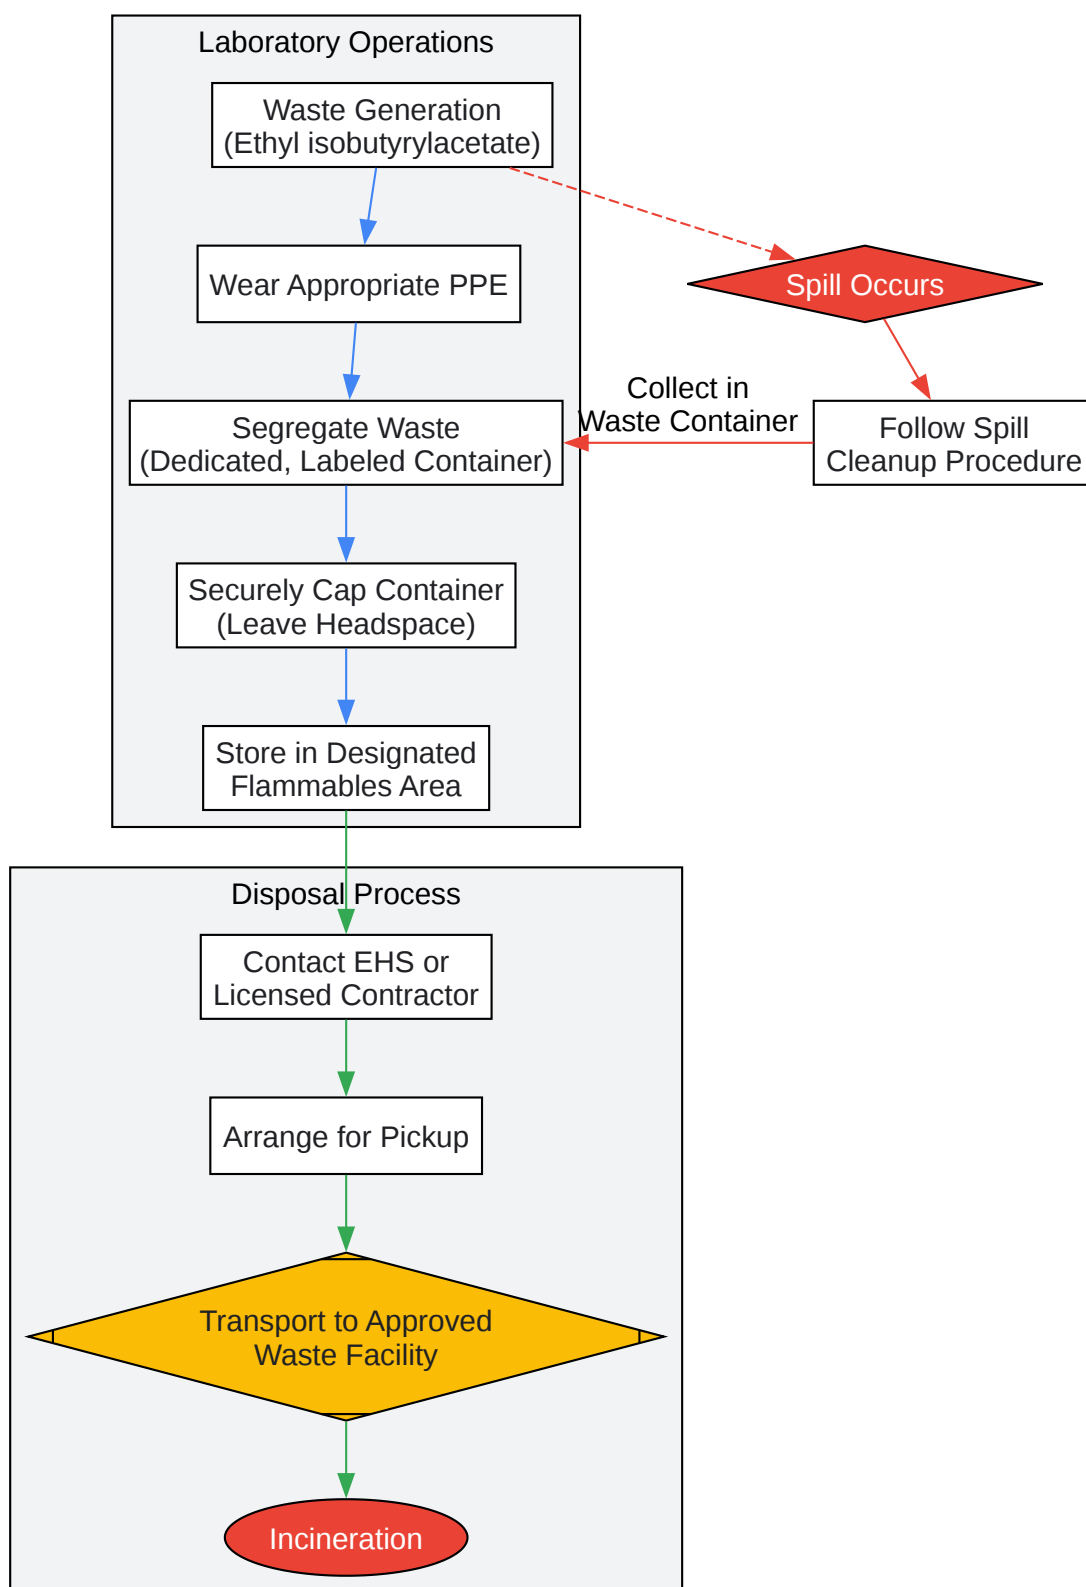 Laboratory Operations
Waste Generation
(Ethyl isobutyrylacetate)
Wear Appropriate PPE
Spill Occurs
Collect in
Waste Container
Segregate Waste
(Dedicated, Labeled Container)
Follow Spill
Cleanup Procedure
Securely Cap Container
(Leave Headspace)
Store in Designated
Flammables Area
Disposal Process
Contact EHS or
Licensed Contractor
Arrange for Pickup
Transport to Approved
Waste Facility
Incineration